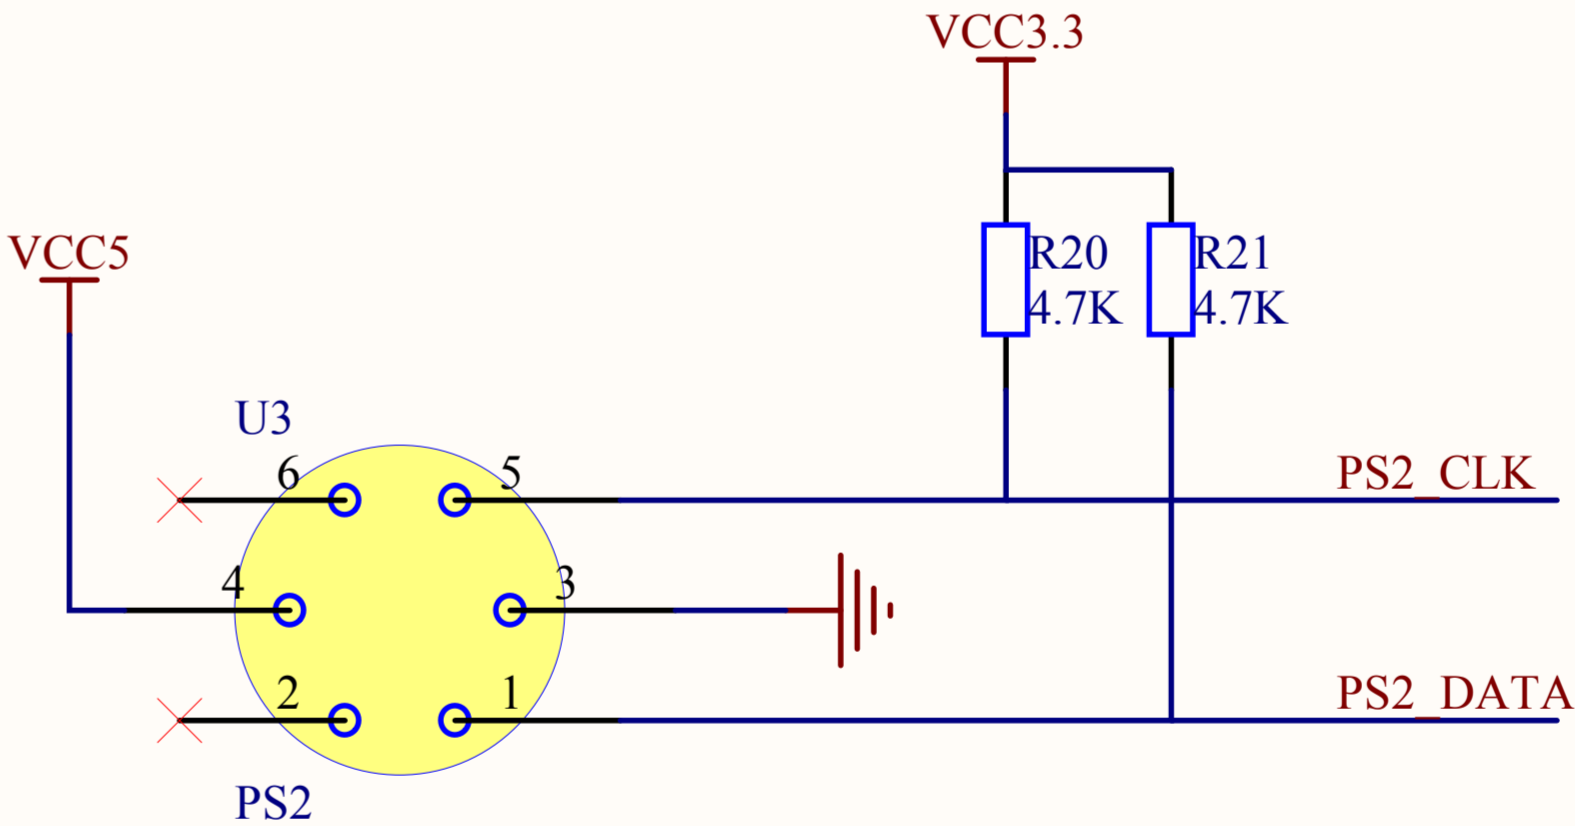 VCC3.3
VCC5
R20
4.7K
R21
4.7K
U3
6
5
PS2_CLK
4
3
2
1
PS2_DATA
PS2